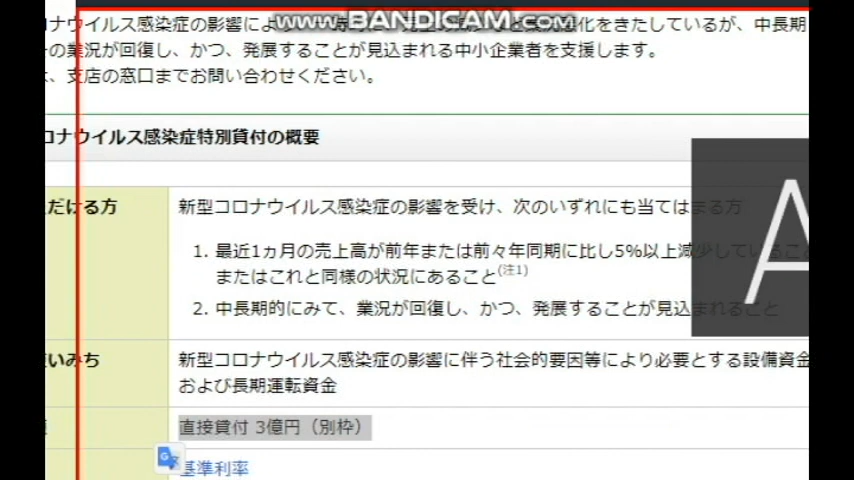 www.BANDICAM.com
ナウイルス感染症の影響によ 化をきたしているが、中長期
の業況が回復し、かつ、発展することが見込まれる中小企業者を支援します。
、支店の窓口までお問い合わせください。
ロナウイルス感染症特別貸付の概要
だける方
新型コロナウイルス感染症の影響を受け、次のいずれにも当てはまる方
1. 最近1ヵ月の売上高が前年または前々年同期に比し5%以上減少していること
またはこれと同様の状況にあること(注1)
2. 中長期的にみて、業況が回復し、かつ、発展することが見込まれること
A
いみち
新型コロナウイルス感染症の影響に伴う社会的要因等により必要とする設備資金
および長期運転資金
直接貸付 3億円（別枠）
基準利率